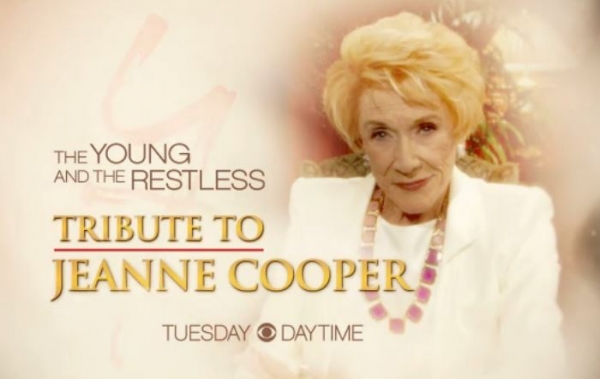 THE YOUNG
AND THE RESTLESS
TRIBUTE TO
JEANNE COOPER
TUESDAY DAYTIME